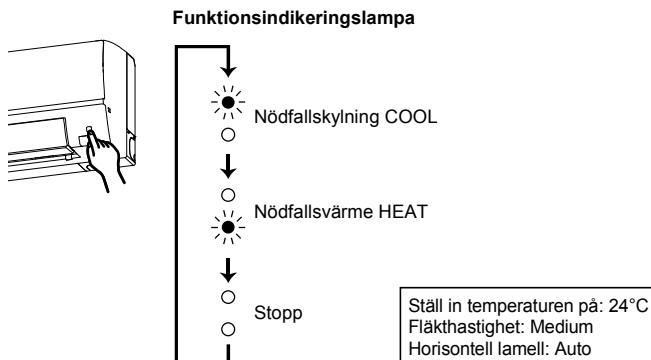 Funktionsindikeringslampa
Nödfallskylning COOL
Nödfallsvärme HEAT
Stopp
Ställ in temperaturen på: 24°C
Fläkthastighet: Medium
Horisontell lamell: Auto